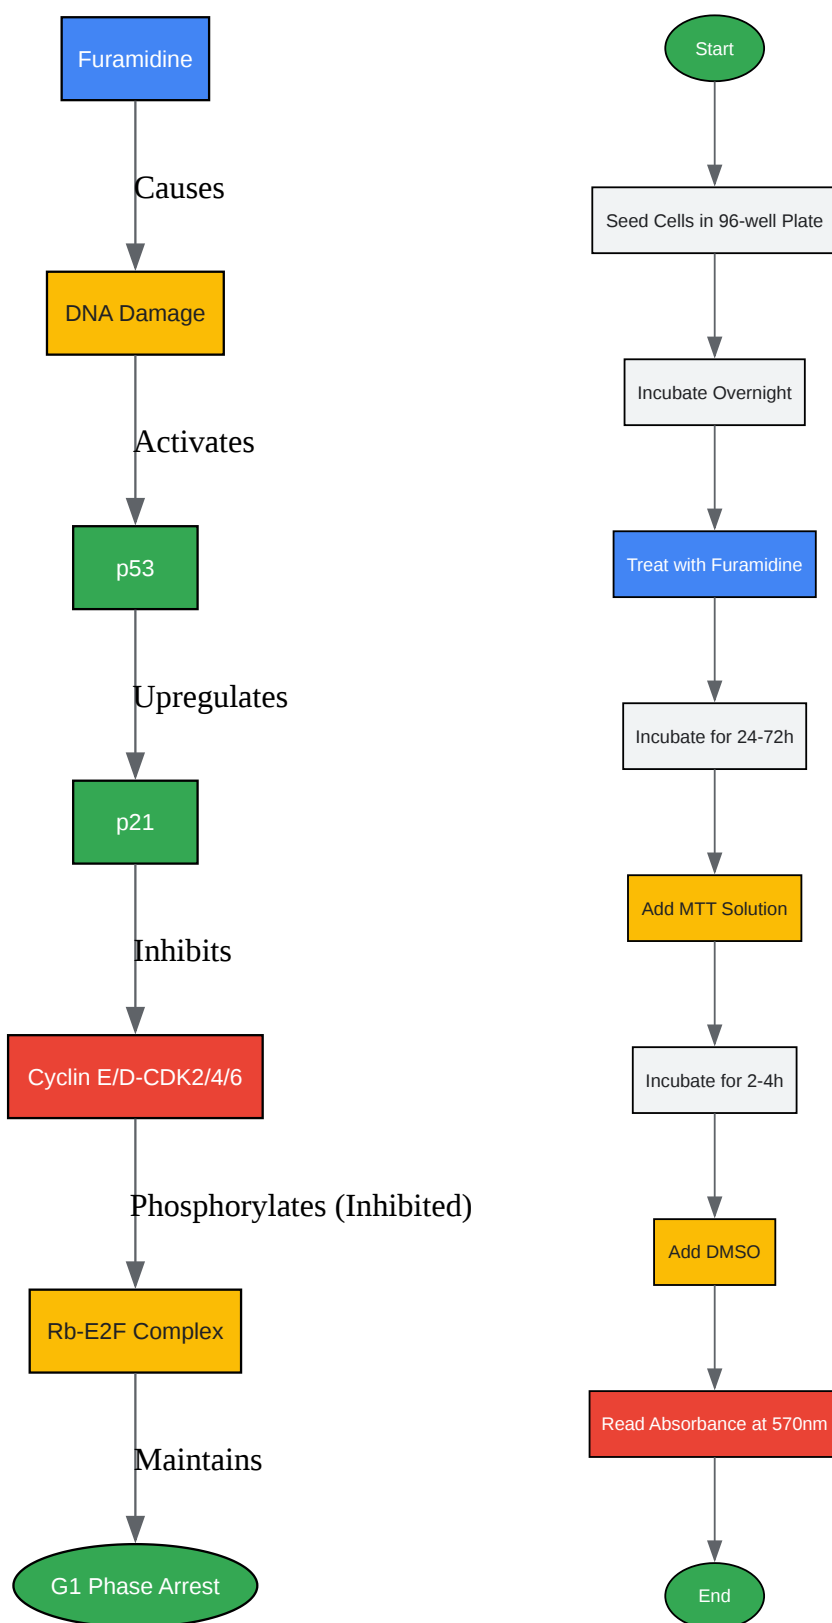 Furamidine
Causes
DNA Damage
Activates
p53
Upregulates
p21
Inhibits
Cyclin E/D-CDK2/4/6
Phosphorylates (Inhibited)
Rb-E2F Complex
Maintains
G1 Phase Arrest
Start
Seed Cells in 96-well Plate
Incubate Overnight
Treat with Furamidine
Incubate for 24-72h
Add MTT Solution
Incubate for 2-4h
Add DMSO
Read Absorbance at 570nm
End